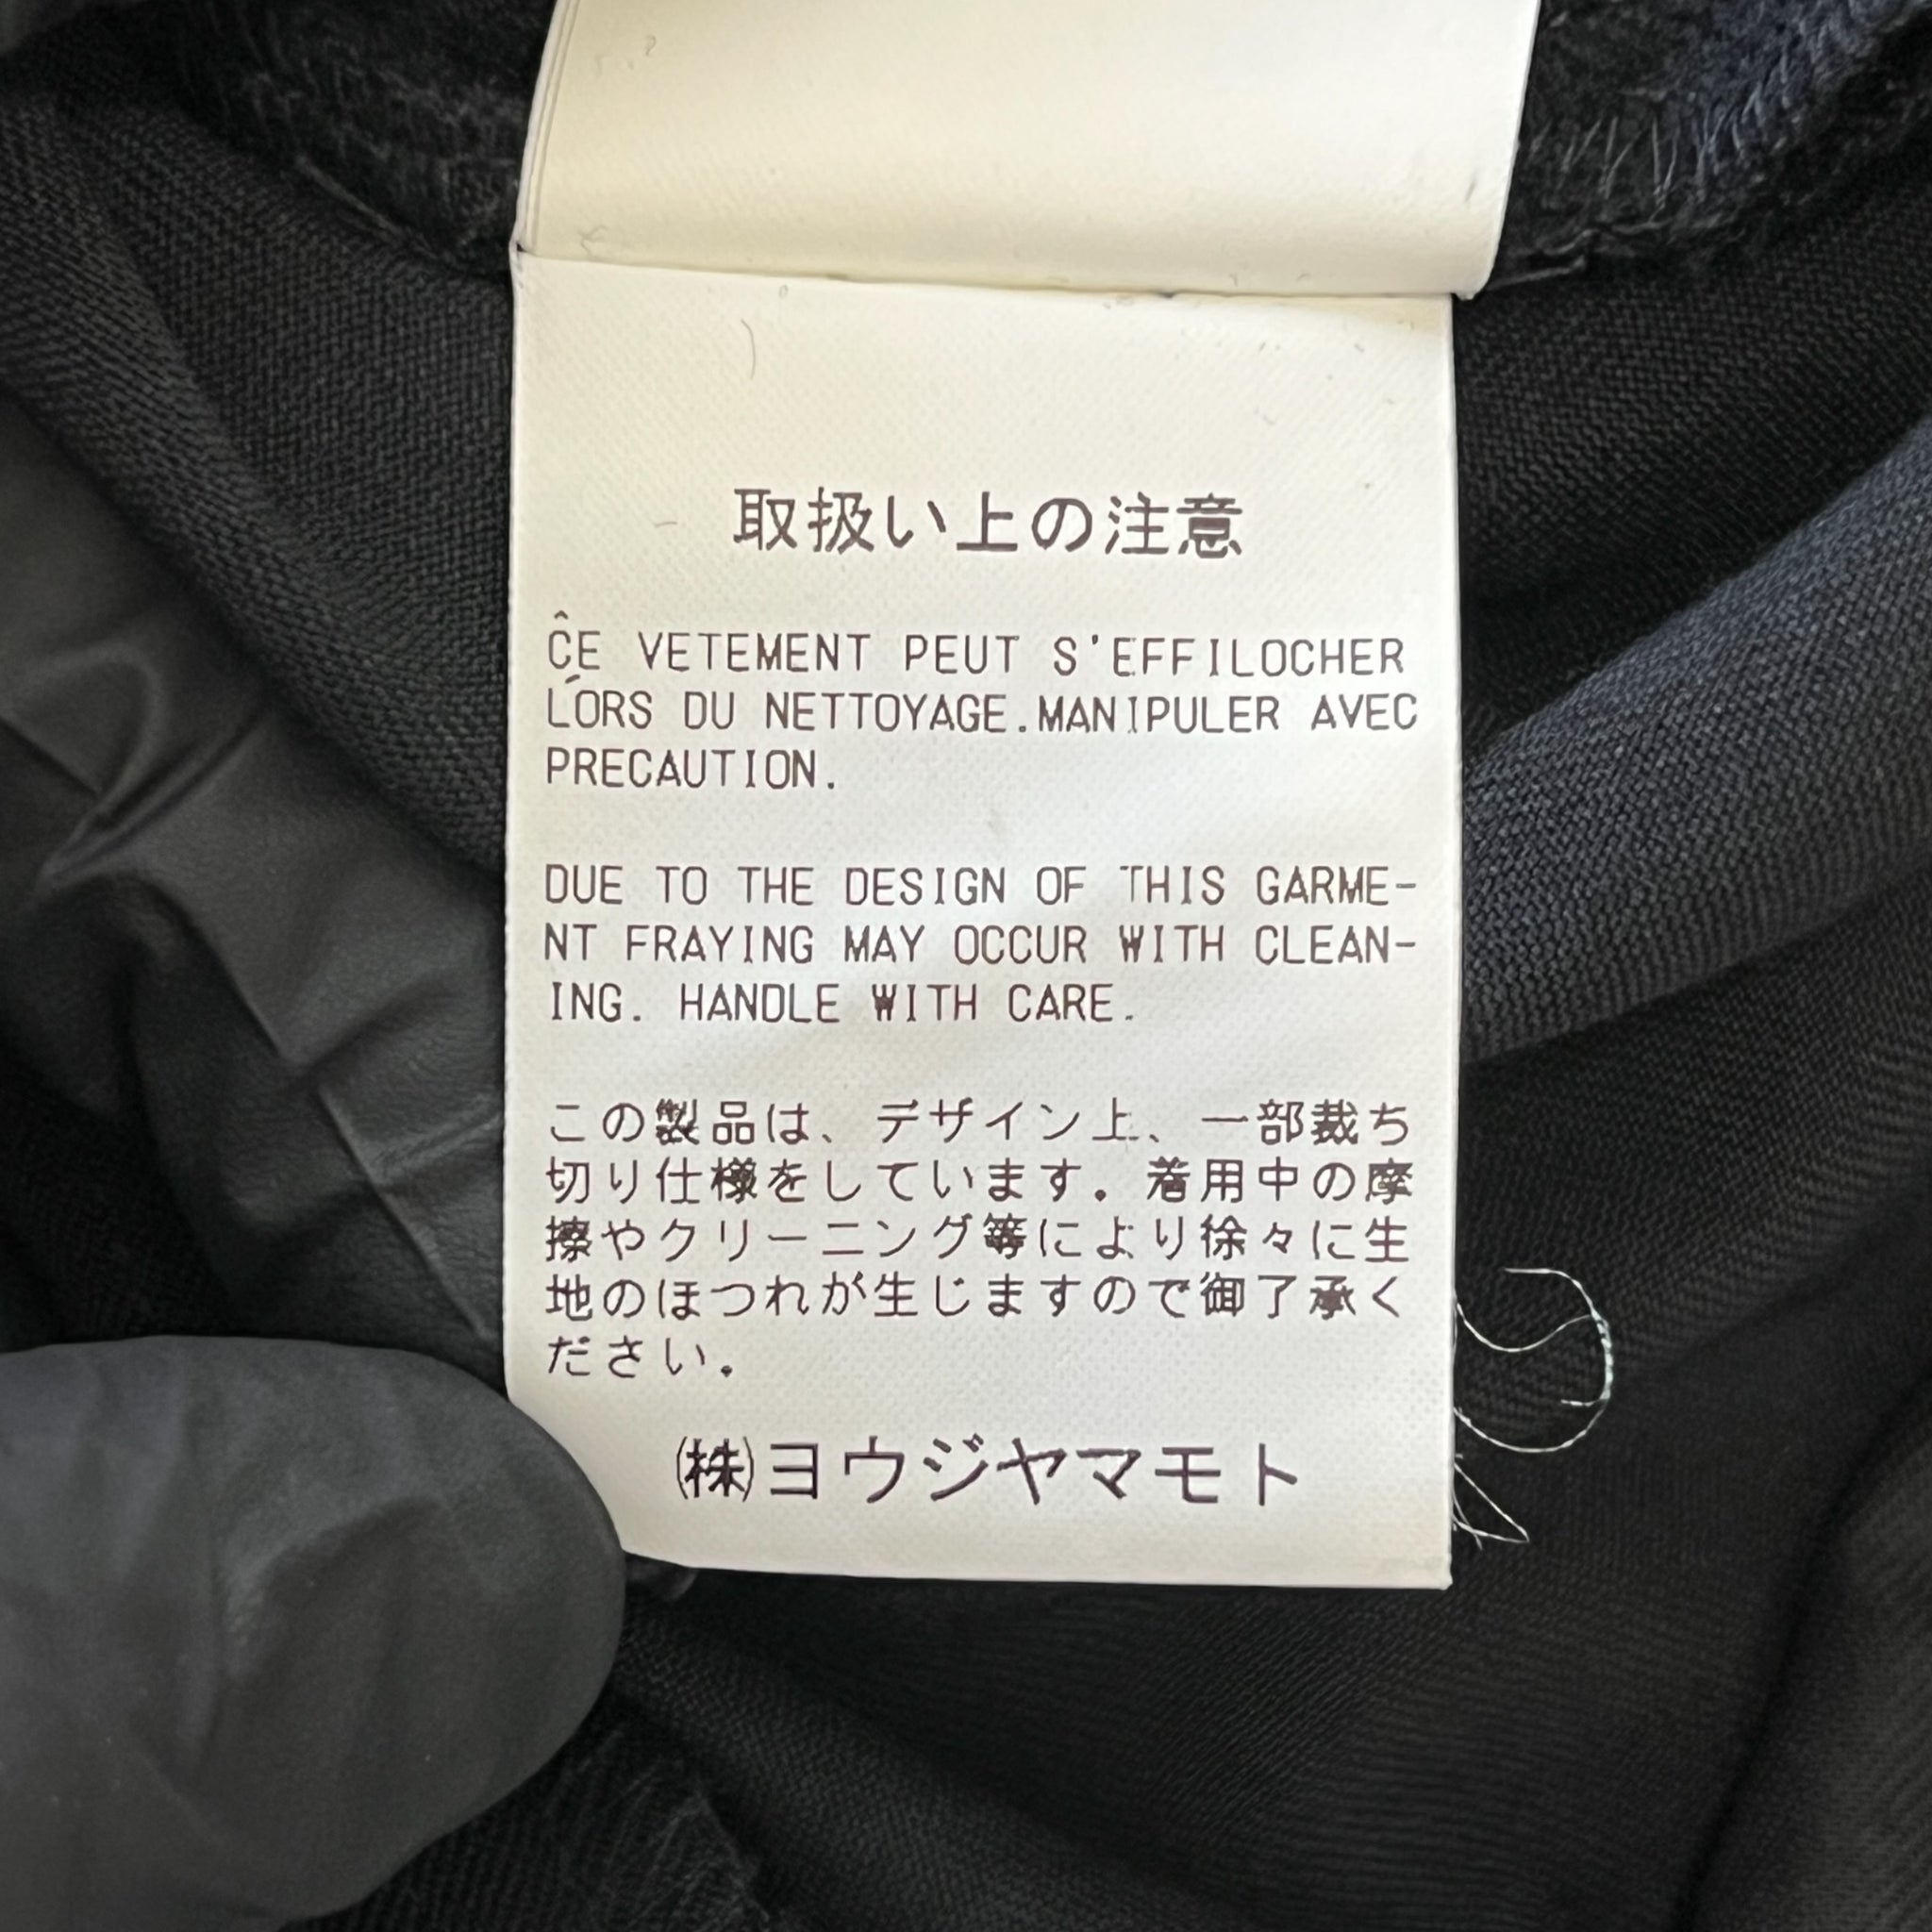 取扱い上の注意
ĈE VETEMENT PEUT S'EFFILOCHER
LÓRS DU NETTOYAGE.MANIPULER AVEC
PRECAUTION.
DUE TO THE DESIGN OF THIS GARME-
NT FRAYING MAY OCCUR WITH CLEAN-
ING. HANDLE WITH CARE.
この製品は、デザイン上、一部裁ち
切り仕様をしています。着用中の摩
擦やクリーニング等により徐々に生
地のほつれが生じますので御了承く
ださい。
㈱ヨウジヤマモト